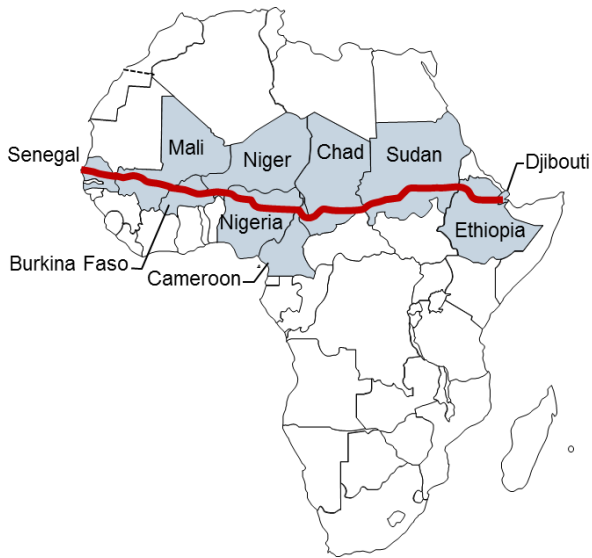 Senegal
Mali
Niger
Chad
Sudan
Djibouti
Nigeria
Ethiopia
Burkina Faso
Cameroon